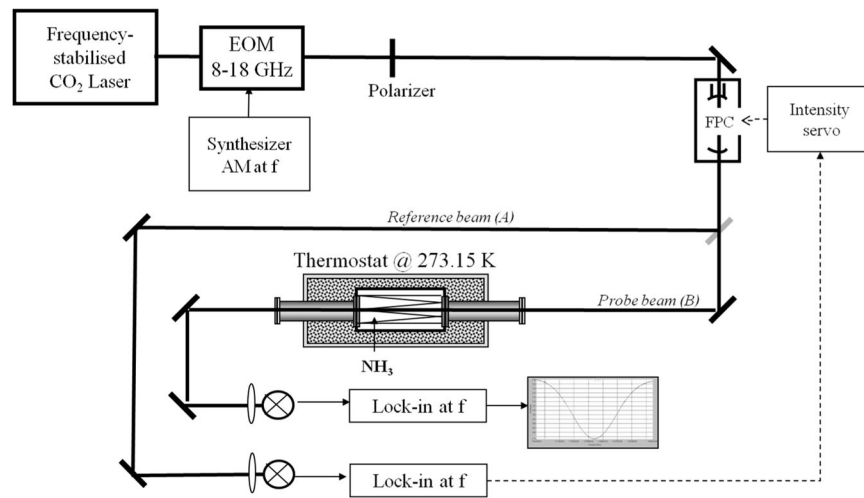 Frequency-
stabilised
CO₂ Laser
EOM
8-18 GHz
Polarizer
Synthesizer
AM at f
FPC
Intensity
servo
Reference beam (A)
Thermostat @ 273.15 K
Probe beam (B)
NH₃
Lock-in at f
Lock-in at f